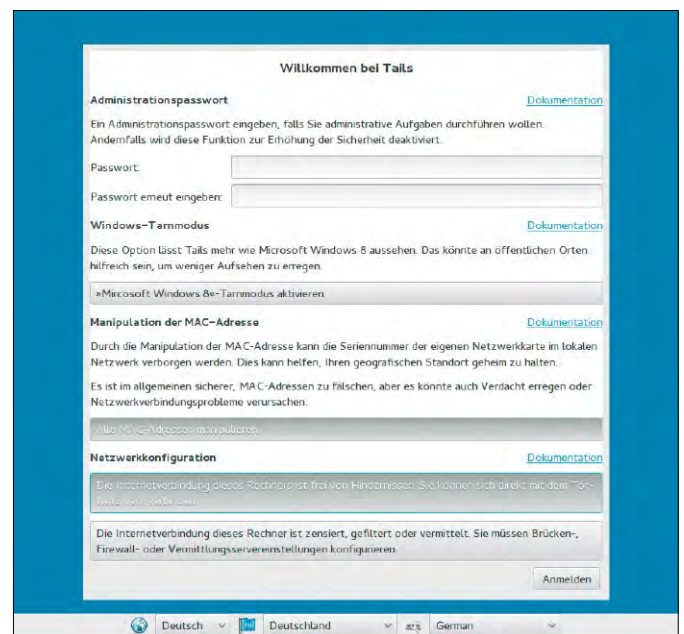 Willkommen bei Tails
Administrationspasswort Dokumentation
Ein Administrationspasswort eingeben, falls Sie administrative Aufgaben durchführen wollen.
Andernfalls wird diese Funktion zur Erhöhung der Sicherheit deaktiviert.
Passwort:
Passwort erneut eingeben:
Windows-Tarnmodus Dokumentation
Diese Option lässt Tails mehr wie Microsoft Windows 8 aussehen. Das könnte an öffentlichen Orten
hilfreich sein, um weniger Aufsehen zu erregen.
»Mircosoft Windows 8«-Tarnmodus aktivieren
Manipulation der MAC-Adresse Dokumentation
Durch die Manipulation der MAC-Adresse kann die Seriennummer der eigenen Netzwerkkarte im lokalen
Netzwerk verborgen werden. Dies kann helfen, Ihren geografischen Standort geheim zu halten.
Es ist im allgemeinen sicherer, MAC-Adressen zu fälschen, aber es könnte auch Verdacht erregen oder
Netzwerkverbindungsprobleme verursachen.
Alle MAC-Adressen manipulieren
Netzwerkkonfiguration Dokumentation
Die Internetverbindung dieses Rechners ist frei von Hindernissen. Sie können sich direkt mit dem Tor-
Netzwerk verbinden.
Die Internetverbindung dieses Rechner ist zensiert, gefiltert oder vermittelt. Sie müssen Brücken-,
Firewall- oder Vermittlungsservereinstellungen konfigurieren.
Anmelden
Deutsch Deutschland German